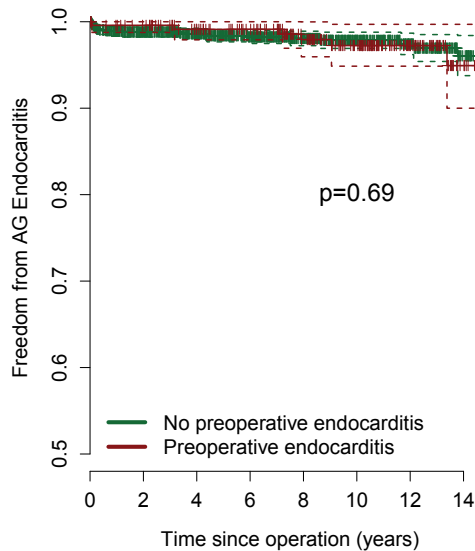 Freedom from AG Endocarditis
1.0
0.9
0.8
0.7
0.6
0.5
p=0.69
No preoperative endocarditis
Preoperative endocarditis
0 2 4 6 8 10 12 14
Time since operation (years)